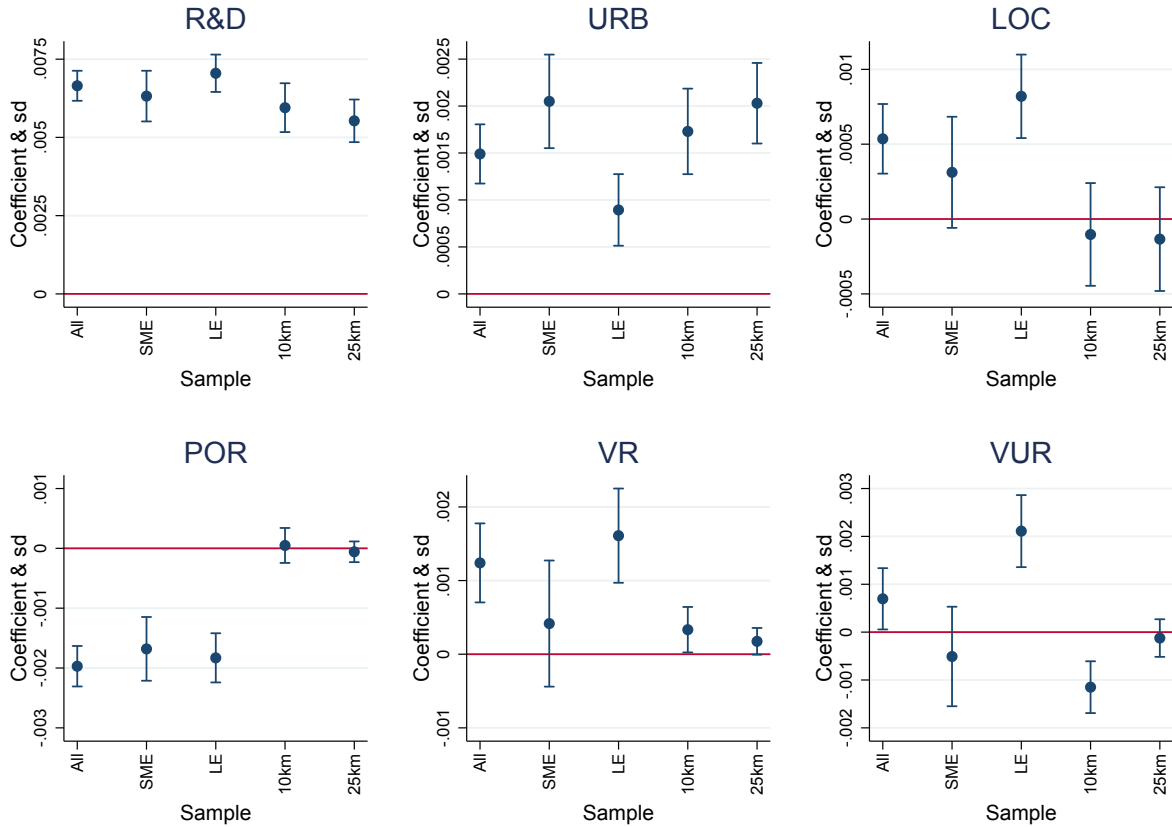 R&D
Coefficient & sd
.0075
.005
.0025
0
All
SME
LE
10km
25km
Sample
URB
Coefficient & sd
.0025
.002
.0015
.001
.0005
0
All
SME
LE
10km
25km
Sample
LOC
Coefficient & sd
.001
.0005
0
-.0005
All
SME
LE
10km
25km
Sample
POR
Coefficient & sd
.001
0
-.001
-.002
-.003
All
SME
LE
10km
25km
Sample
VR
Coefficient & sd
.002
.001
0
-.001
All
SME
LE
10km
25km
Sample
VUR
Coefficient & sd
.003
.002
.001
0
-.001
-.002
All
SME
LE
10km
25km
Sample